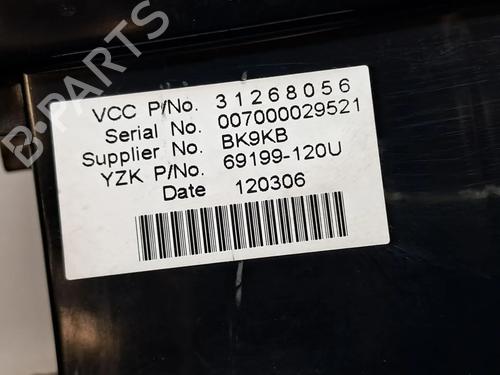 B-PARTS
VCC P/No. 31268056
Serial No. 007000029521
Supplier No. BK9KB
YZK P/No. 69199-120U
Date 120306